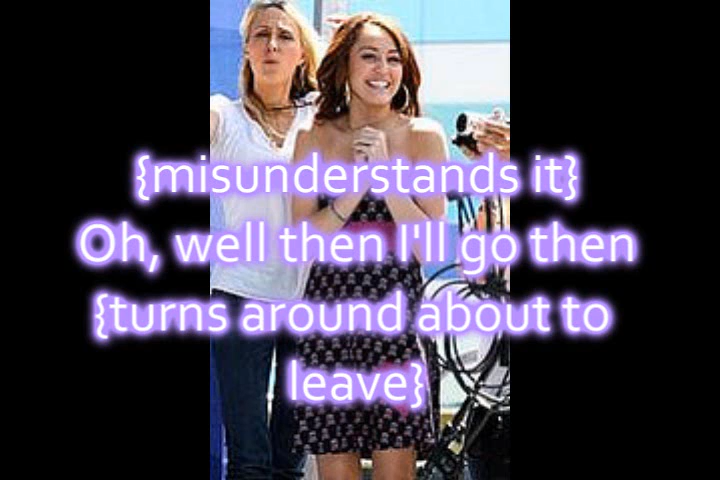 {misunderstands it}
Oh, well then I'll go then
{turns around about to
leave}